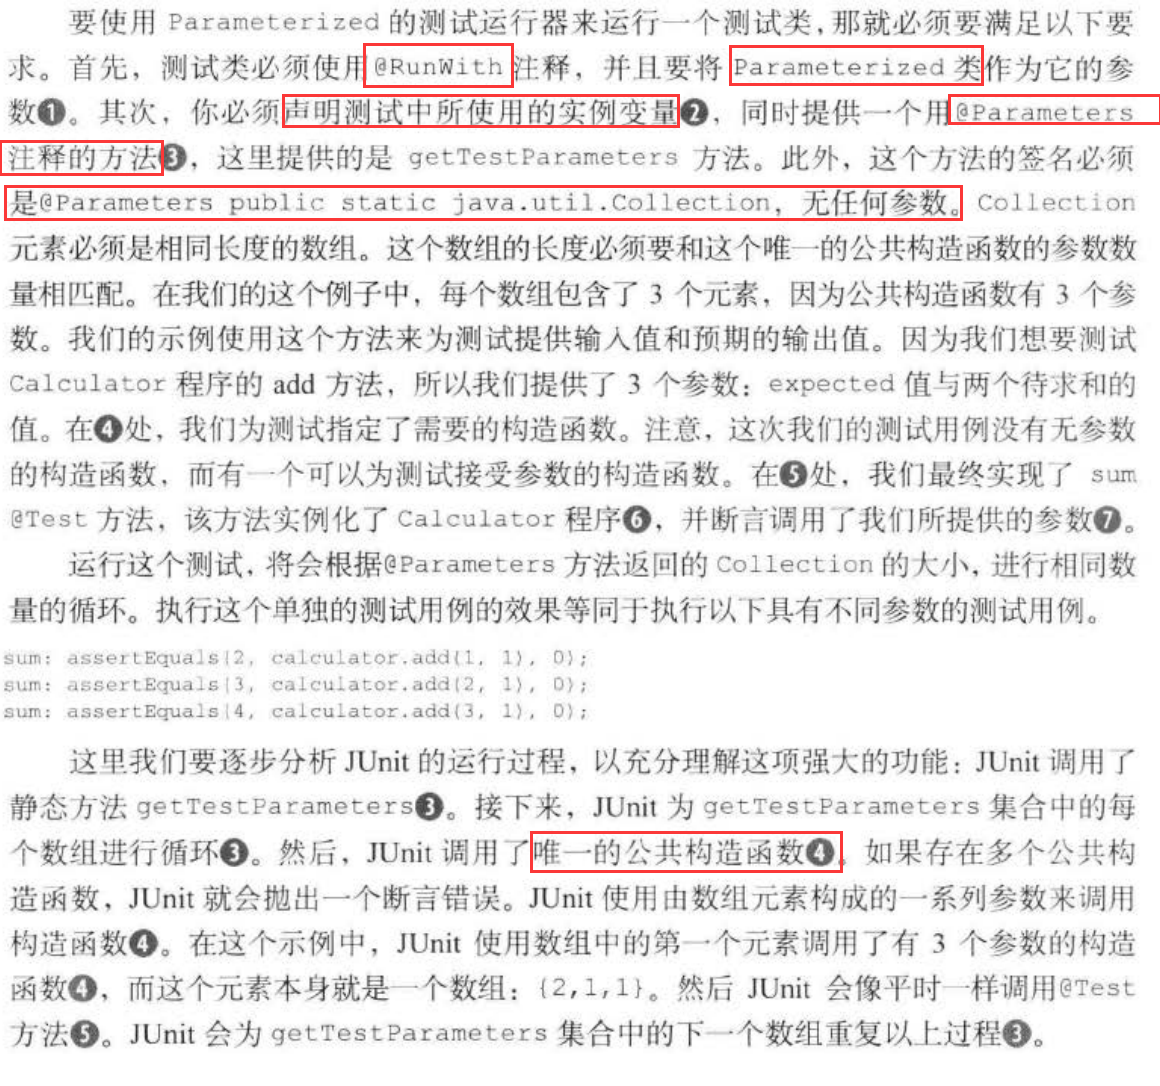 要使用 Parameterized 的测试运行器来运行一个测试类,那就必须要满足以下要
求。首先，测试类必须使用@RunWith 注释，并且要将 Parameterized 类作为它的参
数❶。其次，你必须声明测试中所使用的实例变量❷，同时提供一个用@Parameters
注释的方法❸，这里提供的是 getTestParameters 方法。此外，这个方法的签名必须
是@Parameters public static java.util.Collection，无任何参数。Collection
元素必须是相同长度的数组。这个数组的长度必须要和这个唯一的公共构造函数的参数数
量相匹配。在我们的这个例子中，每个数组包含了 3 个元素，因为公共构造函数有 3 个参
数。我们的示例使用这个方法来为测试提供输入值和预期的输出值。因为我们想要测试
Calculator 程序的 add 方法，所以我们提供了 3 个参数：expected 值与两个待求和的
值。在❹处，我们为测试指定了需要的构造函数。注意，这次我们的测试用例没有无参数
的构造函数，而有一个可以为测试接受参数的构造函数。在❺处，我们最终实现了 sum
@Test 方法，该方法实例化了 Calculator 程序❻，并断言调用了我们所提供的参数❼。
运行这个测试，将会根据@Parameters 方法返回的 Collection 的大小，进行相同数
量的循环。执行这个单独的测试用例的效果等同于执行以下具有不同参数的测试用例。
sum: assertEquals(2, calculator.add(1, 1), 0);
sum: assertEquals(3, calculator.add(2, 1), 0);
sum: assertEquals(4, calculator.add(3, 1), 0);
这里我们要逐步分析 JUnit 的运行过程，以充分理解这项强大的功能：JUnit 调用了
静态方法 getTestParameters❸。接下来，JUnit 为 getTestParameters 集合中的每
个数组进行循环❸。然后，JUnit 调用了唯一的公共构造函数❹。如果存在多个公共构
造函数，JUnit 就会抛出一个断言错误。JUnit 使用由数组元素构成的一系列参数来调用
构造函数❹。在这个示例中，JUnit 使用数组中的第一个元素调用了有 3 个参数的构造
函数❹，而这个元素本身就是一个数组：{2,1,1}。然后 JUnit 会像平时一样调用@Test
方法❺。JUnit 会为 getTestParameters 集合中的下一个数组重复以上过程❸。